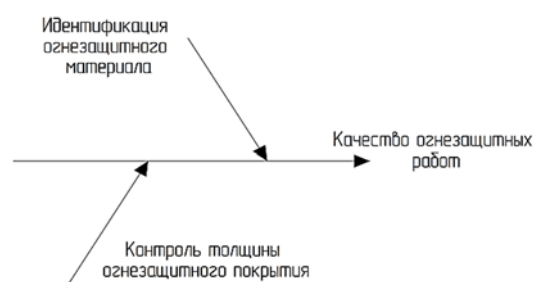 Идентификация
огнезащитного
материала
Качество огнезащитных
работ
Контроль толщины
огнезащитного покрытия